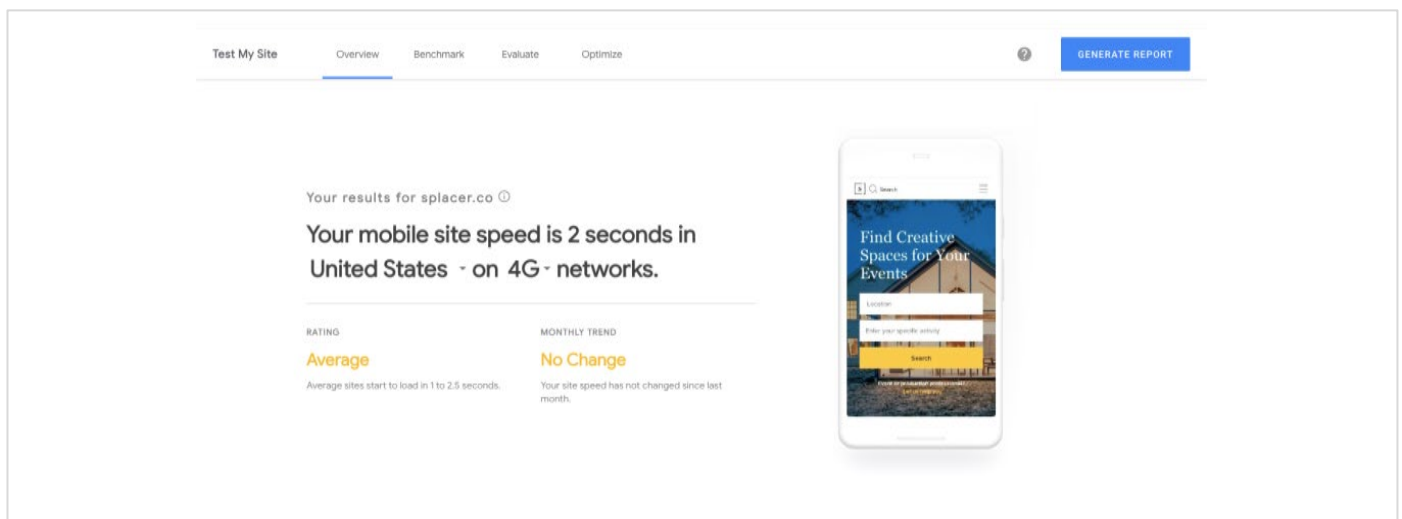 Test My Site
Overview
Benchmark
Evaluate
Optimize
GENERATE REPORT
Your results for splacer.co
Your mobile site speed is 2 seconds in
United States on 4G networks.
RATING
MONTHLY TREND
Average
No Change
Average sites start to load in 1 to 2.5 seconds.
Your site speed has not changed since last
month.
S Search
Find Creative
Spaces for Your
Events
Location
Enter your specific activity
Search